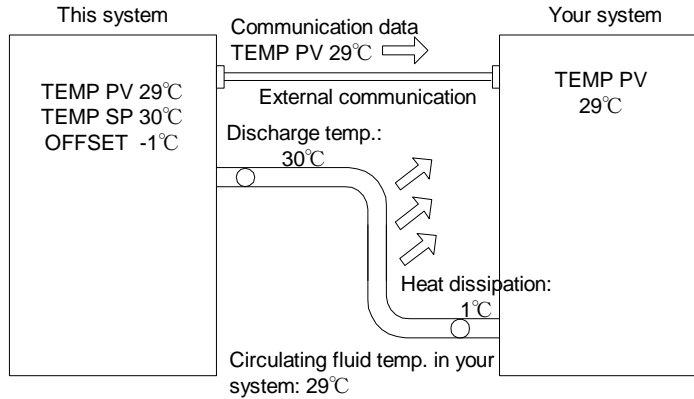 This system
Your system
Communication data
TEMP PV 29℃
External communication
TEMP PV 29℃
TEMP SP 30℃
OFFSET -1℃
TEMP PV
29℃
Discharge temp.:
30℃
Heat dissipation:
1℃
Circulating fluid temp. in your
system: 29℃